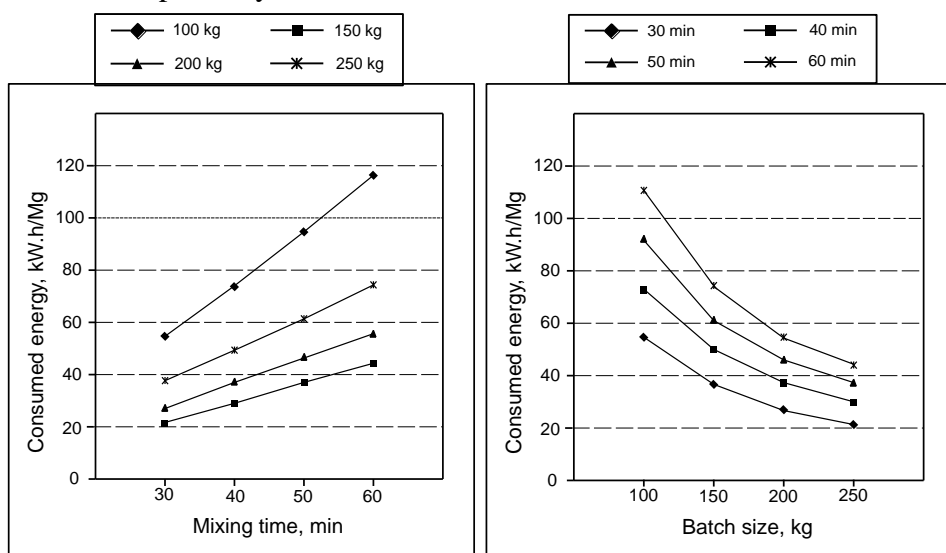 100 kg 150 kg
200 kg 250 kg
Consumed energy, kW.h/Mg
120
100
80
60
40
20
0
30 40 50 60
Mixing time, min
30 min 40 min
50 min 60 min
Consumed energy, kW.h/Mg
120
100
80
60
40
20
0
100 150 200 250
Batch size, kg